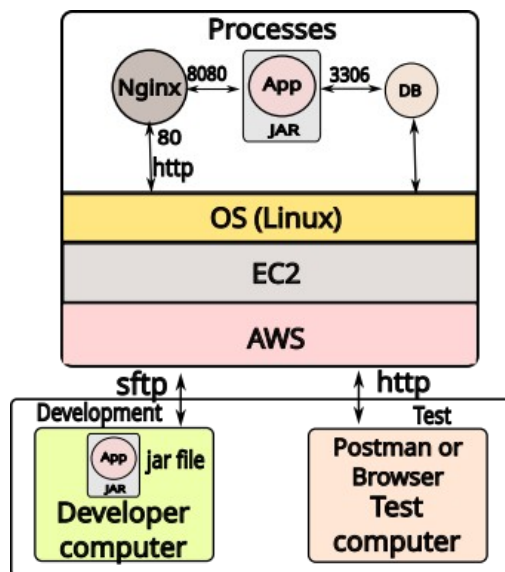 Processes
Nginx
8080
App
JAR
3306
DB
80
http
OS (Linux)
EC2
AWS
sftp
http
Development
Test
App
JAR
jar file
Developer
computer
Postman or
Browser
Test
computer